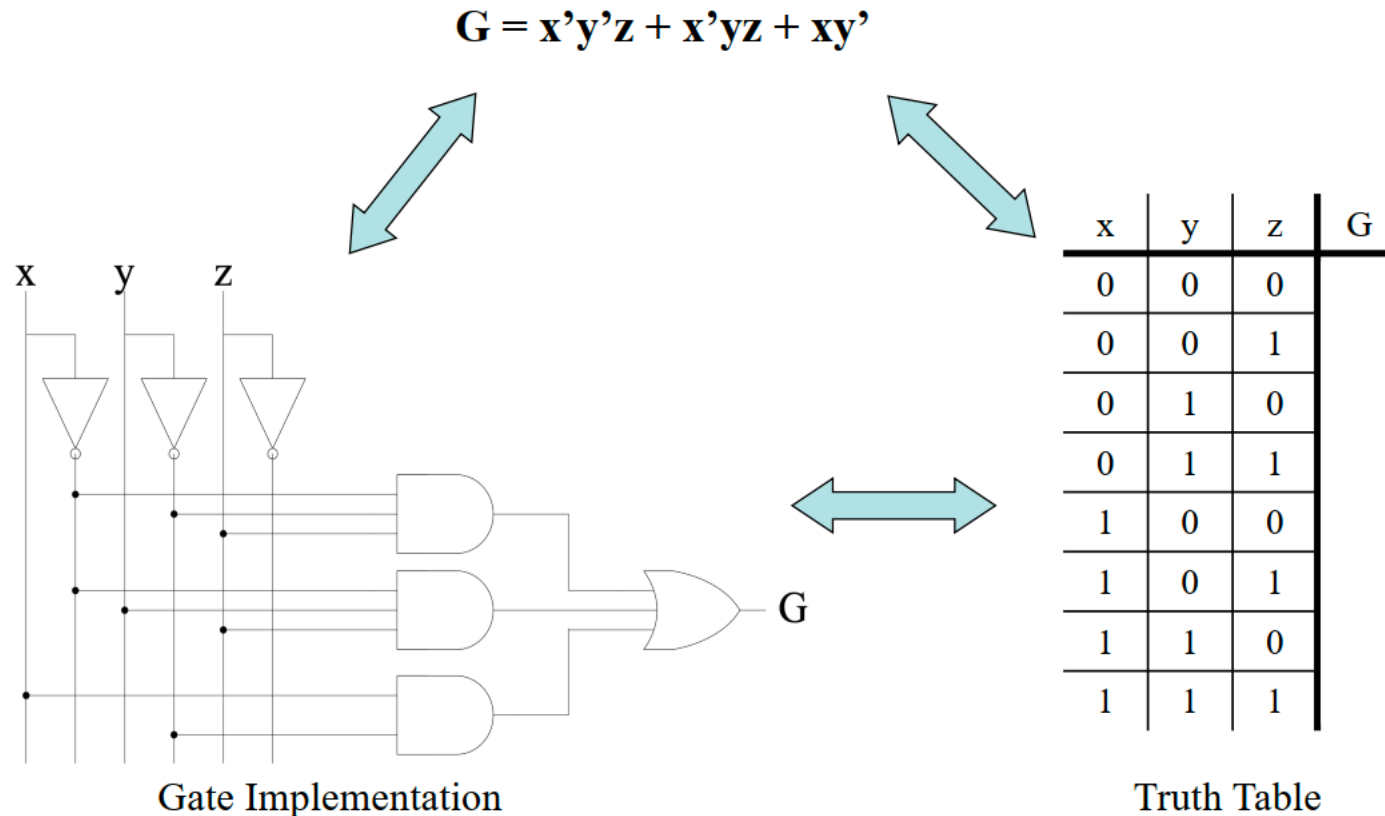 G = x’y’z + x’yz + xy’
x y z
G
Gate Implementation
x y z G
0 0 0
0 0 1
0 1 0
0 1 1
1 0 0
1 0 1
1 1 0
1 1 1
Truth Table